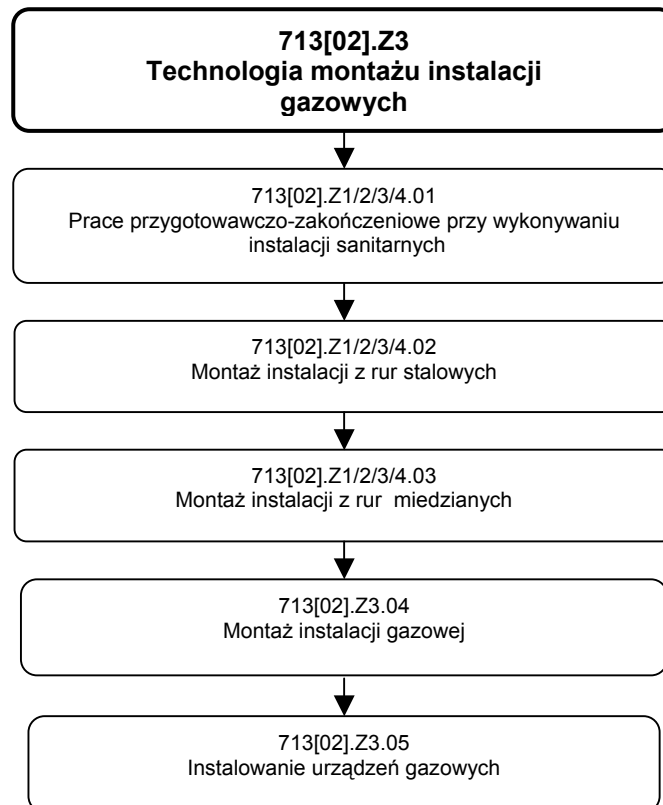 713[02].Z3
Technologia montażu instalacji
gazowych
713[02].Z1/2/3/4.01
Prace przygotowawczo-zakończeniowe przy wykonywaniu
instalacji sanitarnych
713[02].Z1/2/3/4.02
Montaż instalacji z rur stalowych
713[02].Z1/2/3/4.03
Montaż instalacji z rur miedzianych
713[02].Z3.04
Montaż instalacji gazowej
713[02].Z3.05
Instalowanie urządzeń gazowych